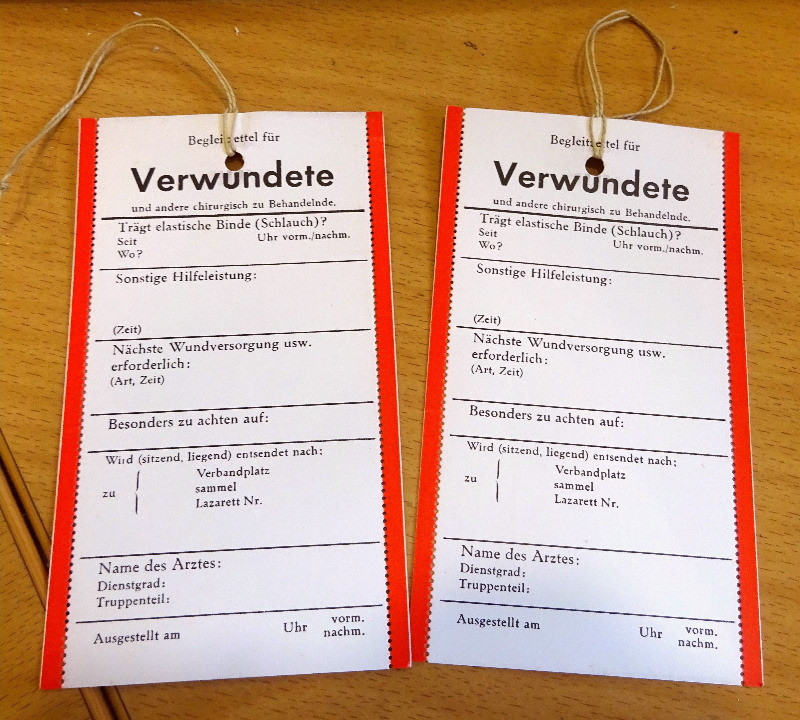 Begleitzettel für
Verwundete
und andere chirurgisch zu Behandelnde.
Trägt elastische Binde (Schlauch)?
Seit Uhr vorm./nachm.
Wo?
Sonstige Hilfeleistung:
(Zeit)
Nächste Wundversorgung usw.
erforderlich:
(Art, Zeit)
Besonders zu achten auf:
Wird (sitzend, liegend) entsendet nach:
Verbandplatz
zu sammel
Lazarett Nr.
Name des Arztes:
Dienstgrad:
Truppenteil:
Ausgestellt am Uhr vorm.
nachm.
Begleitzettel für
Verwundete
und andere chirurgisch zu Behandelnde.
Trägt elastische Binde (Schlauch)?
Seit Uhr vorm./nachm.
Wo?
Sonstige Hilfeleistung:
(Zeit)
Nächste Wundversorgung usw.
erforderlich:
(Art, Zeit)
Besonders zu achten auf:
Wird (sitzend, liegend) entsendet nach:
Verbandplatz
zu sammel
Lazarett Nr.
Name des Arztes:
Dienstgrad:
Truppenteil:
Ausgestellt am Uhr vorm.
nachm.